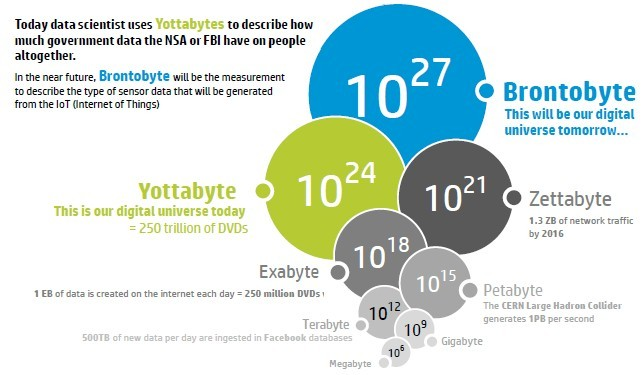 Today data scientist uses Yottabytes to describe how
much government data the NSA or FBI have on people
altogether.
In the near future, Brontobyte will be the measurement
to describe the type of sensor data that will be generated
from the IoT (Internet of Things)
10^27
Brontobyte
This will be our digital
universe tomorrow...
10^24
Yottabyte
This is our digital universe today
= 250 trillion of DVDs
10^21
Zettabyte
1.3 ZB of network traffic
by 2016
10^18
Exabyte
1 EB of data is created on the internet each day = 250 million DVDs
10^15
Petabyte
The CERN Large Hadron Collider
generates 1PB per second
10^12
Terabyte
500TB of new data per day are ingested in Facebook databases
10^9
Gigabyte
10^6
Megabyte